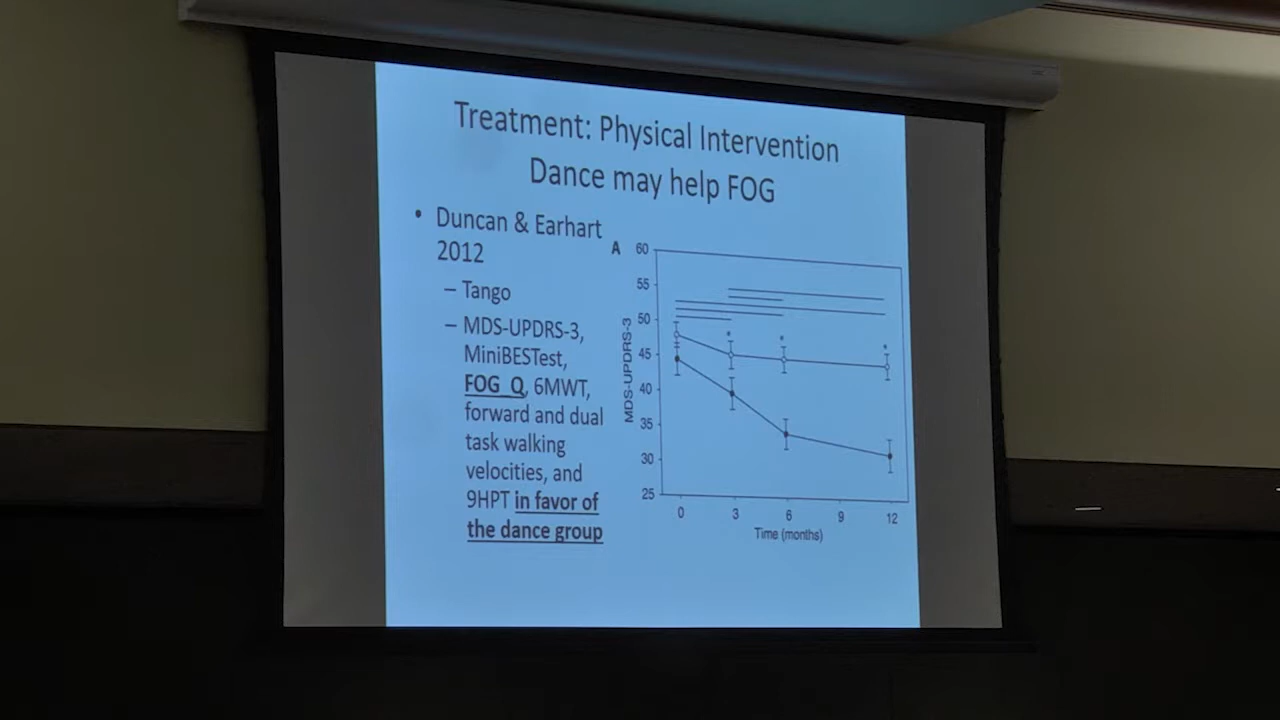 Treatment: Physical Intervention
Dance may help FOG
• Duncan & Earhart
2012
– Tango
– MDS-UPDRS-3,
MiniBESTest,
FOG_Q, 6MWT,
forward and dual
task walking
velocities, and
9HPT in favor of
the dance group
A
MDS-UPDRS-3
60
55
50
45
40
35
30
25
* * *
0 3 6 9 12
Time (months)